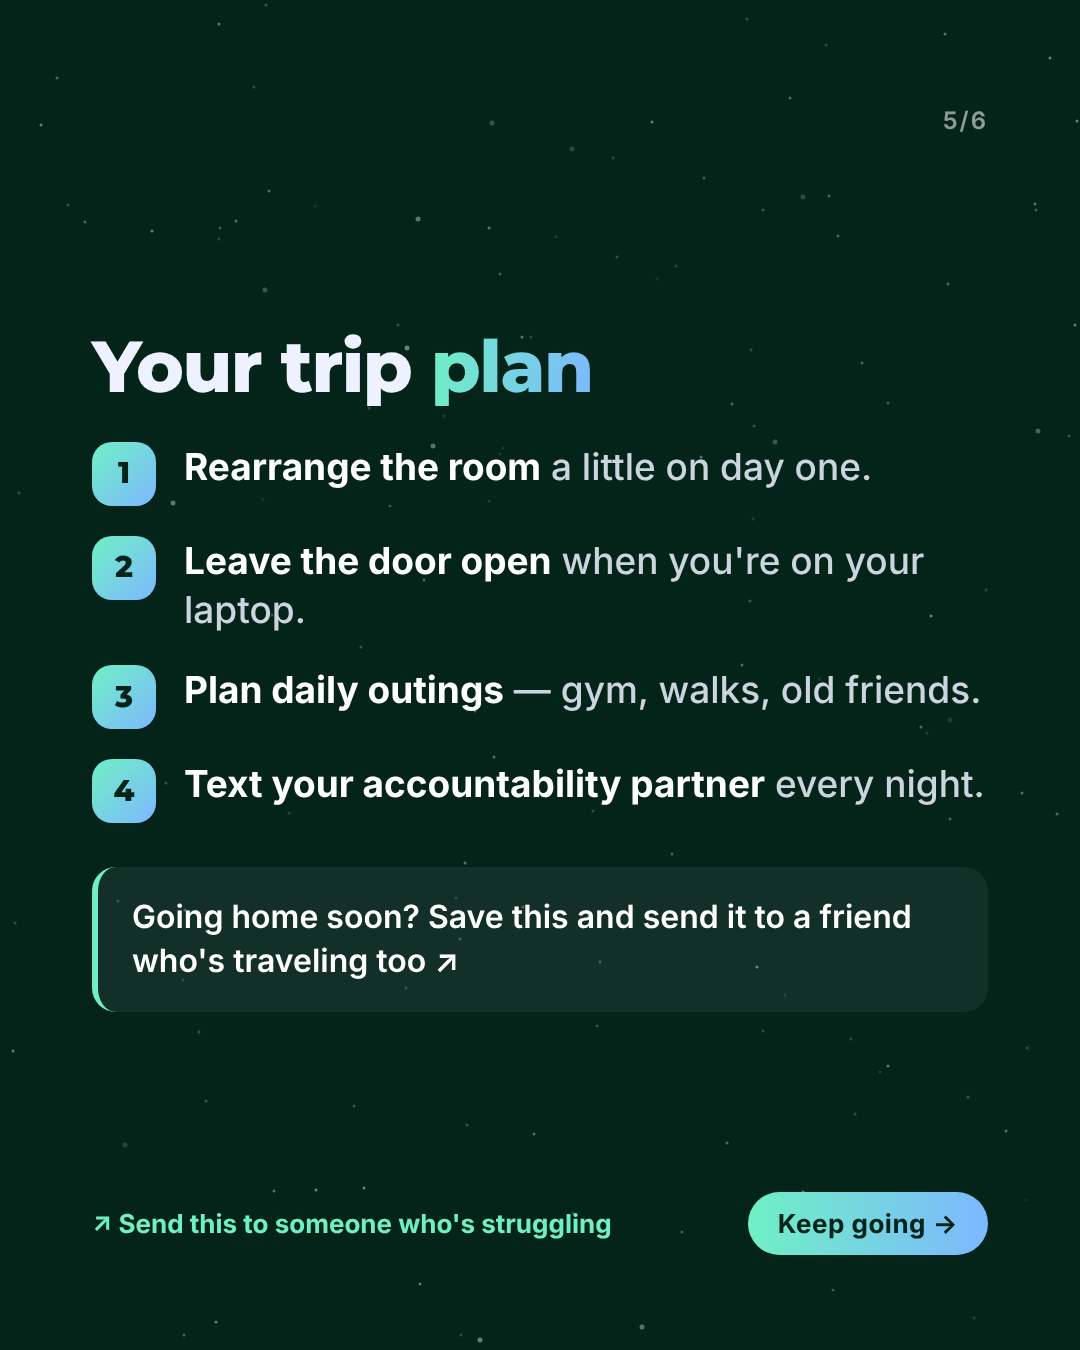 5/6
Your trip plan
1 Rearrange the room a little on day one.
2 Leave the door open when you're on your
laptop.
3 Plan daily outings — gym, walks, old friends.
4 Text your accountability partner every night.
Going home soon? Save this and send it to a friend
who's traveling too ↗
↗ Send this to someone who's struggling
Keep going →